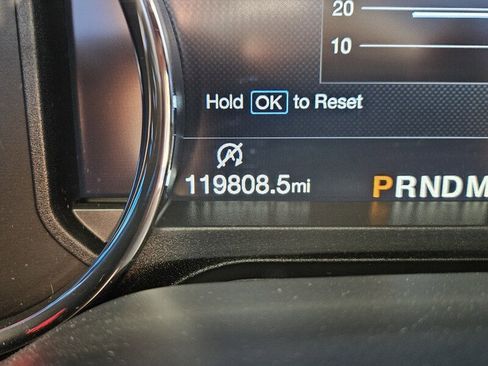 20
10
Hold OK to Reset
A
119808.5mi
PRNDM